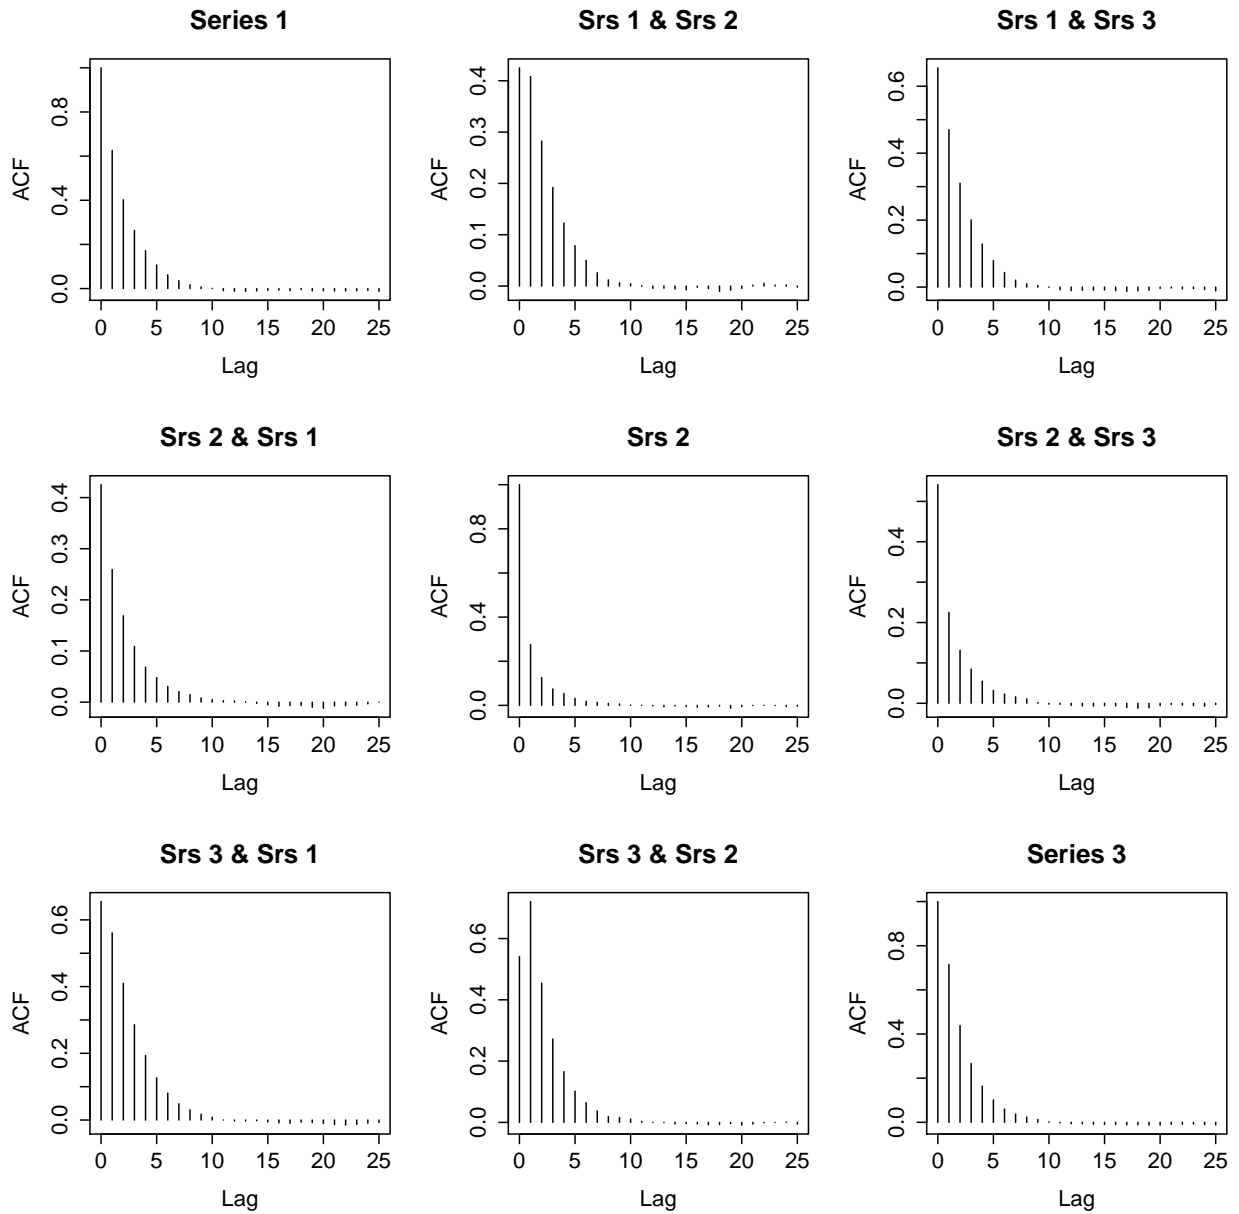 Series 1
ACF
0.0 0.4 0.8
0 5 10 15 20 25
Lag
Srs 1 & Srs 2
ACF
0.0 0.1 0.2 0.3 0.4
0 5 10 15 20 25
Lag
Srs 1 & Srs 3
ACF
0.0 0.2 0.4 0.6
0 5 10 15 20 25
Lag
Srs 2 & Srs 1
ACF
0.0 0.1 0.2 0.3 0.4
0 5 10 15 20 25
Lag
Srs 2
ACF
0.0 0.4 0.8
0 5 10 15 20 25
Lag
Srs 2 & Srs 3
ACF
0.0 0.2 0.4
0 5 10 15 20 25
Lag
Srs 3 & Srs 1
ACF
0.0 0.2 0.4 0.6
0 5 10 15 20 25
Lag
Srs 3 & Srs 2
ACF
0.0 0.2 0.4 0.6
0 5 10 15 20 25
Lag
Series 3
ACF
0.0 0.4 0.8
0 5 10 15 20 25
Lag